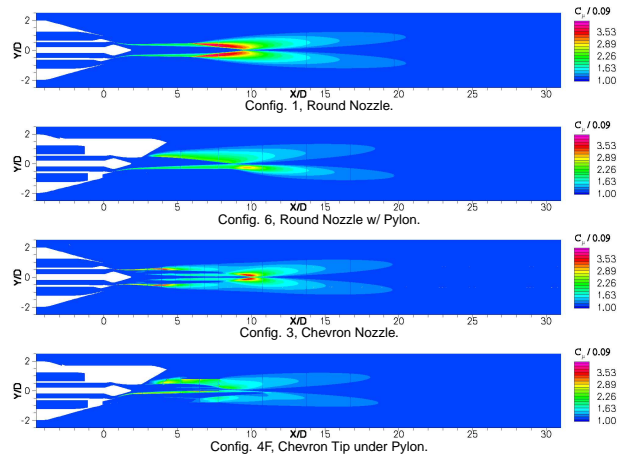 C_μ / 0.09
2
3.53
Y/D
0
2.89
2.26
1.63
-2
1.00
0 5 10 X/D 15 20 25 30
Config. 1, Round Nozzle.
C_μ / 0.09
2
3.53
Y/D
0
2.89
2.26
1.63
-2
1.00
0 5 10 X/D 15 20 25 30
Config. 6, Round Nozzle w/ Pylon.
C_μ / 0.09
2
3.53
Y/D
0
2.89
2.26
1.63
-2
1.00
0 5 10 X/D 15 20 25 30
Config. 3, Chevron Nozzle.
C_μ / 0.09
2
3.53
Y/D
0
2.89
2.26
1.63
-2
1.00
0 5 10 X/D 15 20 25 30
Config. 4F, Chevron Tip under Pylon.